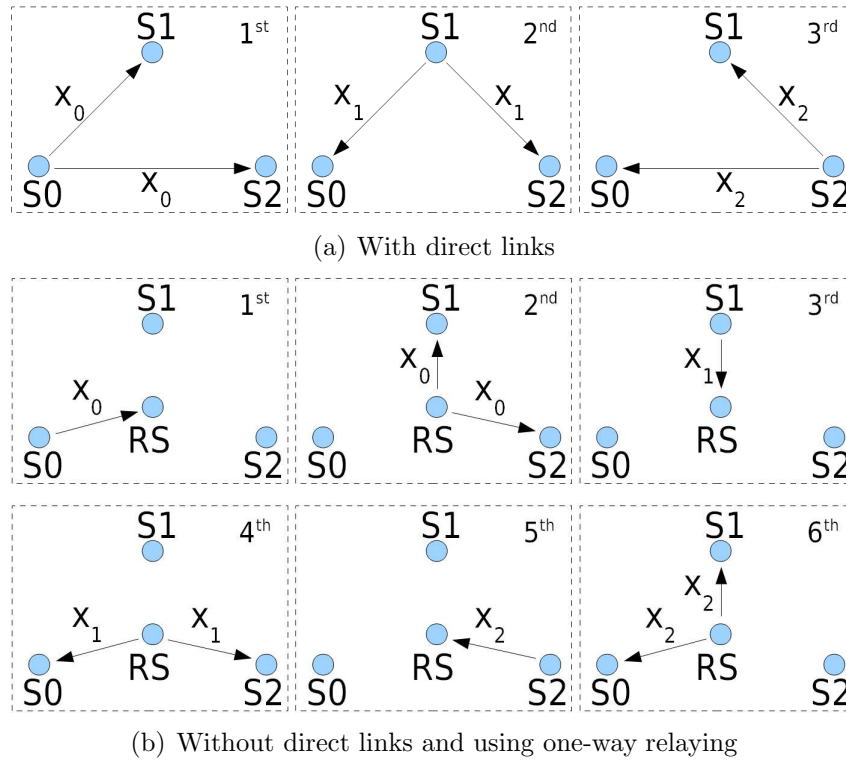 S1 1st S1 2nd S1 3rd
X0 X1 X1 X2
S0 X0 S2 S0 S2 S0 X2 S2
(a) With direct links
S1 1st S1 2nd S1 3rd
X0 X0 X0 X1
S0 RS S2 S0 RS S2 S0 RS S2
S1 4th S1 5th S1 6th
X1 X1 X2 X2 X2
S0 RS S2 S0 RS S2 S0 RS S2
(b) Without direct links and using one-way relaying